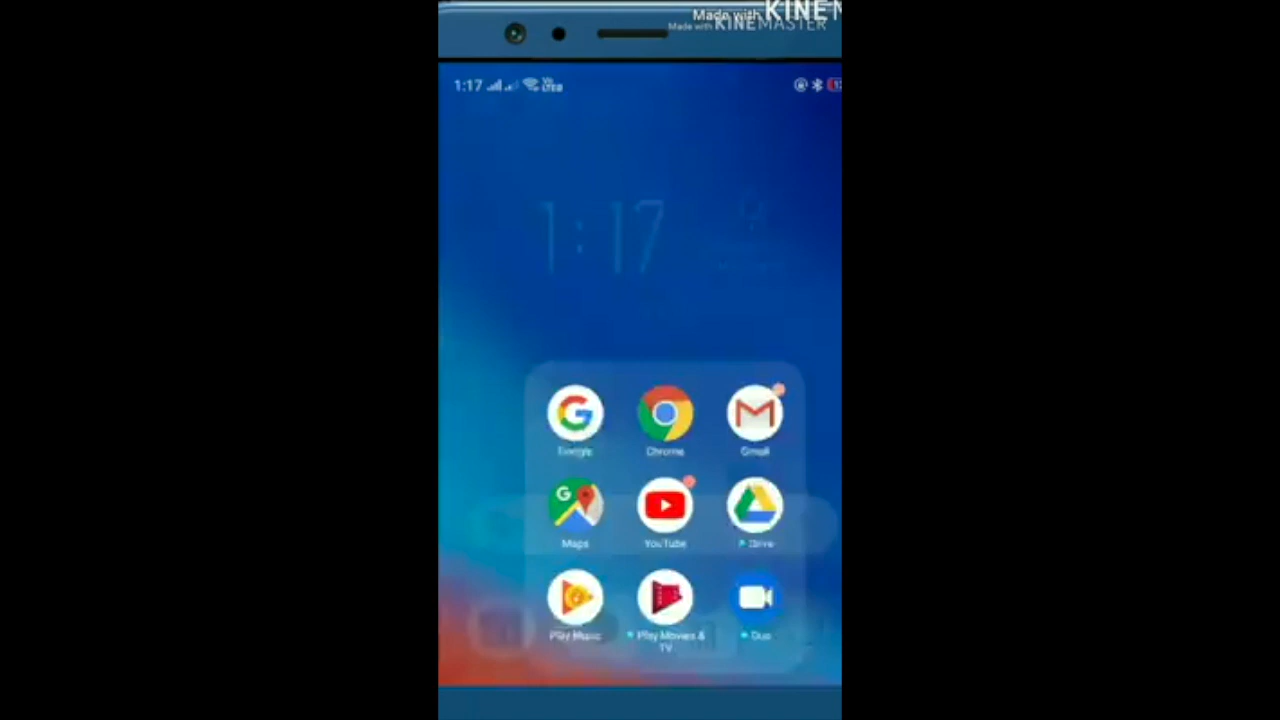 Made with KINEM
Made with KINEMASTER
1:17
1:17
Google Chrome Gmail
Maps YouTube Drive
Play Music Play Movies & TV Duo